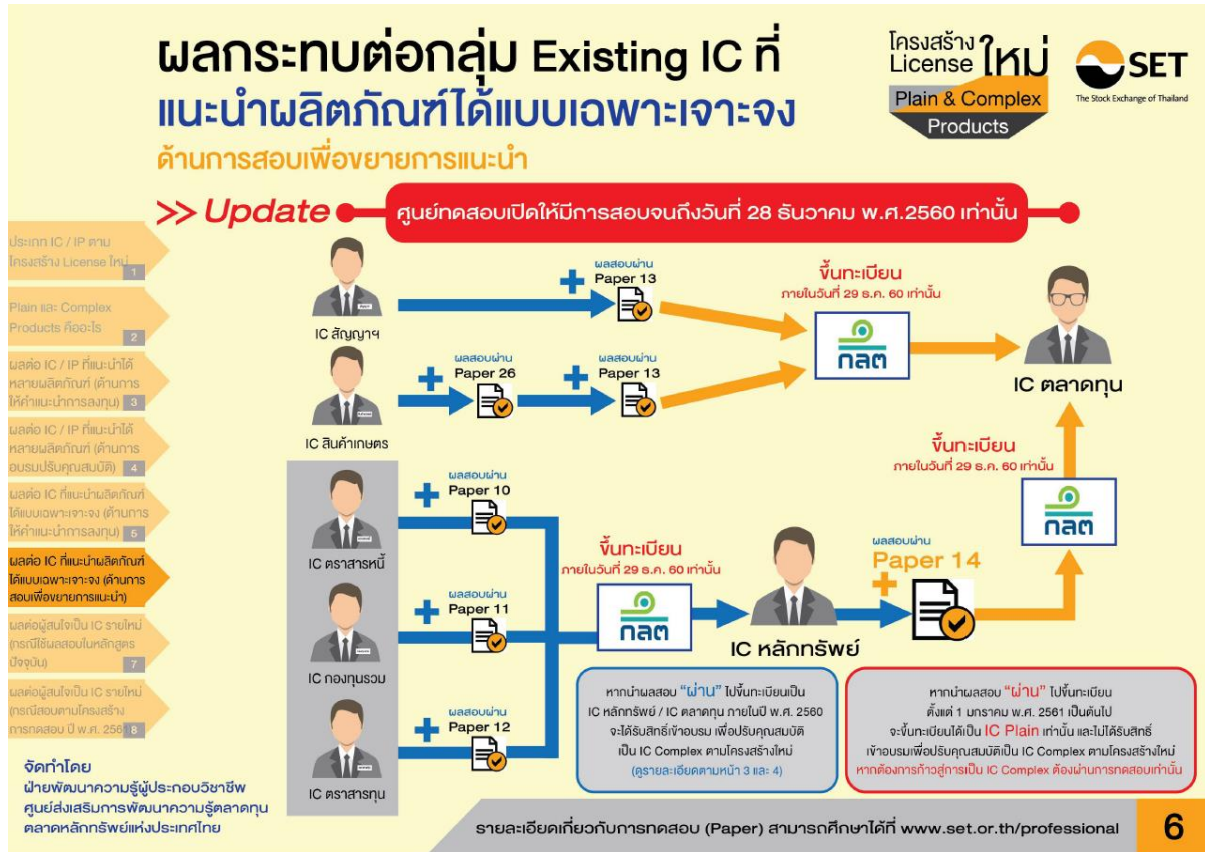 ผลกระทบต่อกลุ่ม Existing IC ที่
แนะนำผลิตภัณฑ์ได้แบบเฉพาะเจาะจง
ด้านการสอบเพื่อขยายการแนะนำ
โครงสร้าง
License ใหม่
Plain & Complex
Products
SET
The Stock Exchange of Thailand
>> Update
ศูนย์ทดสอบเปิดให้มีการสอบจนถึงวันที่ 28 ธันวาคม พ.ศ.2560 เท่านั้น
ประเภท IC / IP ตาม
โครงสร้าง License ใหม่
1
Plain และ Complex
Products คืออะไร
2
ผลต่อ IC / IP ที่แนะนำได้
หลายผลิตภัณฑ์ (ด้านการ
ให้คำแนะนำการลงทุน) 3
ผลต่อ IC / IP ที่แนะนำได้
หลายผลิตภัณฑ์ (ด้านการ
อบรมปรับคุณสมบัติ) 4
ผลต่อ IC ที่แนะนำผลิตภัณฑ์
ได้แบบเฉพาะเจาะจง (ด้านการ
ให้คำแนะนำการลงทุน) 5
ผลต่อ IC ที่แนะนำผลิตภัณฑ์
ได้แบบเฉพาะเจาะจง (ด้านการ
สอบเพื่อขยายการแนะนำ)
ผลต่อผู้สนใจเป็น IC รายใหม่
(กรณีใช้ผลสอบในหลักสูตร
ปัจจุบัน) 7
ผลต่อผู้สนใจเป็น IC รายใหม่
(กรณีสอบตามโครงสร้าง
การทดสอบ ปี พ.ศ. 256
8
จัดทำโดย
ฝ่ายพัฒนาความรู้ผู้ประกอบวิชาชีพ
ศูนย์ส่งเสริมการพัฒนาความรู้ตลาดทุน
ตลาดหลักทรัพย์แห่งประเทศไทย
IC สัญญาฯ
ผลสอบผ่าน
Paper 13
IC สินค้าเกษตร
ผลสอบผ่าน
Paper 26
ผลสอบผ่าน
Paper 13
ขึ้นทะเบียน
ภายในวันที่ 29 ธ.ค. 60 เท่านั้น
กลต
IC ตลาดทุน
IC ตราสารหนี้
ผลสอบผ่าน
Paper 10
IC กองทุนรวม
ผลสอบผ่าน
Paper 11
IC ตราสารทุน
ผลสอบผ่าน
Paper 12
ขึ้นทะเบียน
ภายในวันที่ 29 ธ.ค. 60 เท่านั้น
กลต
IC หลักทรัพย์
ผลสอบผ่าน
Paper 14
ขึ้นทะเบียน
ภายในวันที่ 29 ธ.ค. 60 เท่านั้น
กลต
หากนำผลสอบ “ผ่าน” ไปขึ้นทะเบียนเป็น
IC หลักทรัพย์ / IC ตลาดทุน ภายในปี พ.ศ. 2560
จะได้รับสิทธิ์เข้าอบรม เพื่อปรับคุณสมบัติ
เป็น IC Complex ตามโครงสร้างใหม่
(ดูรายละเอียดตามหน้า 3 และ 4)
หากนำผลสอบ “ผ่าน” ไปขึ้นทะเบียน
ตั้งแต่ 1 มกราคม พ.ศ. 2561 เป็นต้นไป
จะขึ้นทะเบียนได้เป็น IC Plain เท่านั้น และไม่ได้รับสิทธิ์
เข้าอบรมเพื่อปรับคุณสมบัติเป็น IC Complex ตามโครงสร้างใหม่
หากต้องการก้าวสู่การเป็น IC Complex ต้องผ่านการทดสอบเท่านั้น
รายละเอียดเกี่ยวกับการทดสอบ (Paper) สามารถศึกษาได้ที่ www.set.or.th/professional
6